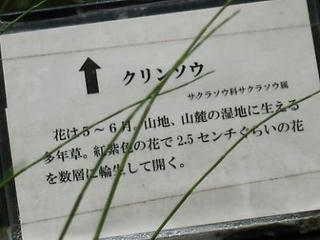 クリンソウ
サクラソウ科サクラソウ属
花は5～6月。山地、山麓の湿地に生える
多年草。紅紫色の花で2.5センチぐらいの花
を数層に輪生して開く。